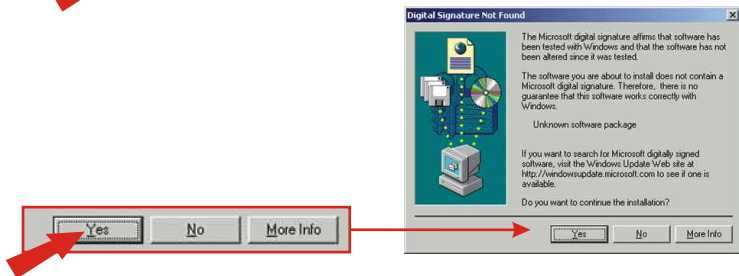 Digital Signature Not Found
The Microsoft digital signature affirms that software has
been tested with Windows and that the software has not
been altered since it was tested.
The software you are about to install does not contain a
Microsoft digital signature. Therefore, there is no
guarantee that this software works correctly with
Windows.
Unknown software package
If you want to search for Microsoft digitally signed
software, visit the Windows Update Web site at
http://windowsupdate.microsoft.com to see if one is
available.
Do you want to continue the installation?
Yes No More Info
Yes No More Info